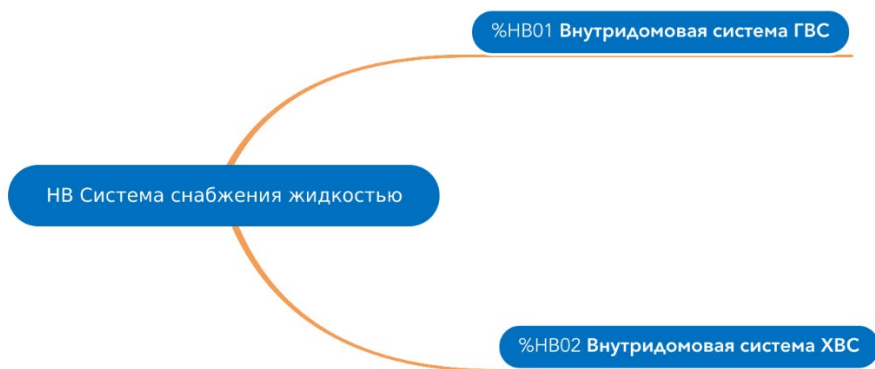 %HB01 Внутридомовая система ГВС
HB Система снабжения жидкостью
%HB02 Внутридомовая система ХВС